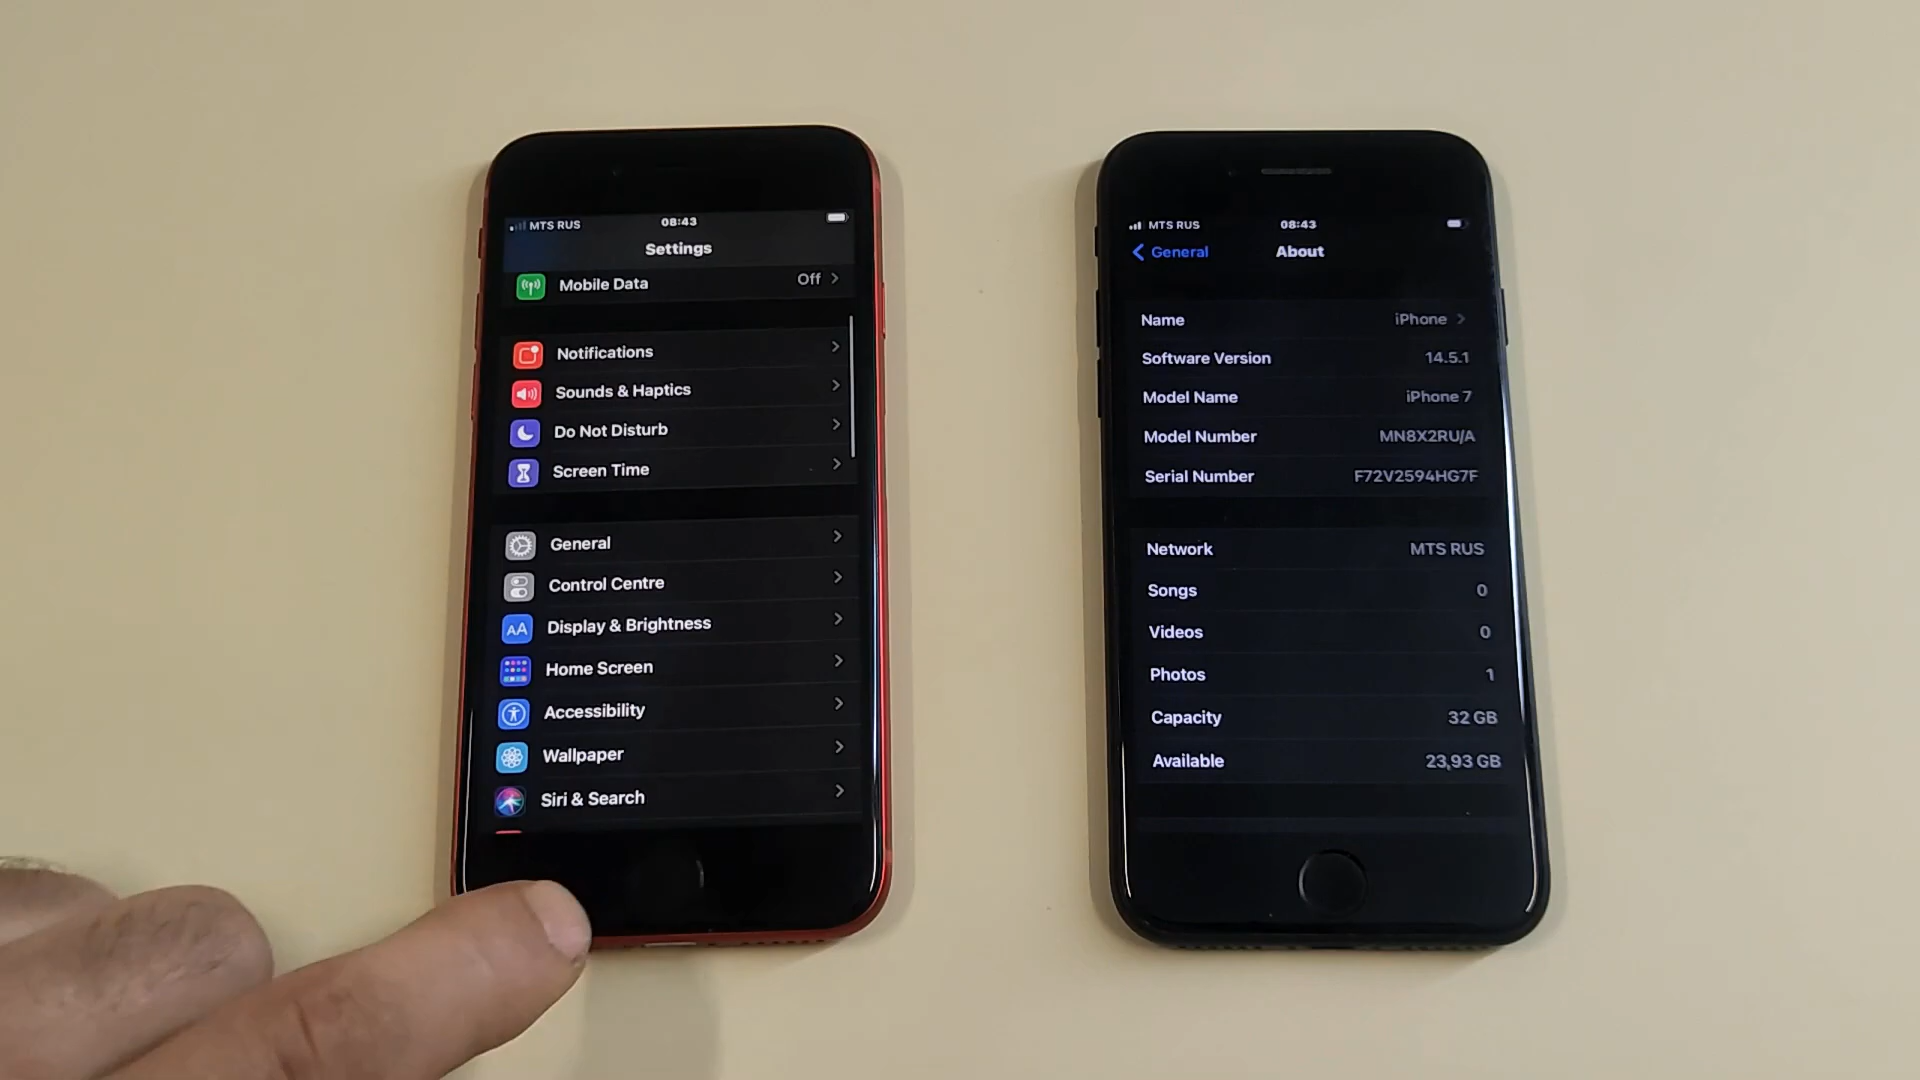 MTS RUS 08:43
Settings
Mobile Data Off
Notifications
Sounds & Haptics
Do Not Disturb
Screen Time
General
Control Centre
AA Display & Brightness
Home Screen
Accessibility
Wallpaper
Siri & Search
MTS RUS 08:43
General About
Name iPhone
Software Version 14.5.1
Model Name iPhone 7
Model Number MN8X2RU/A
Serial Number F72V2594HG7F
Network MTS RUS
Songs 0
Videos 0
Photos 1
Capacity 32 GB
Available 23,93 GB